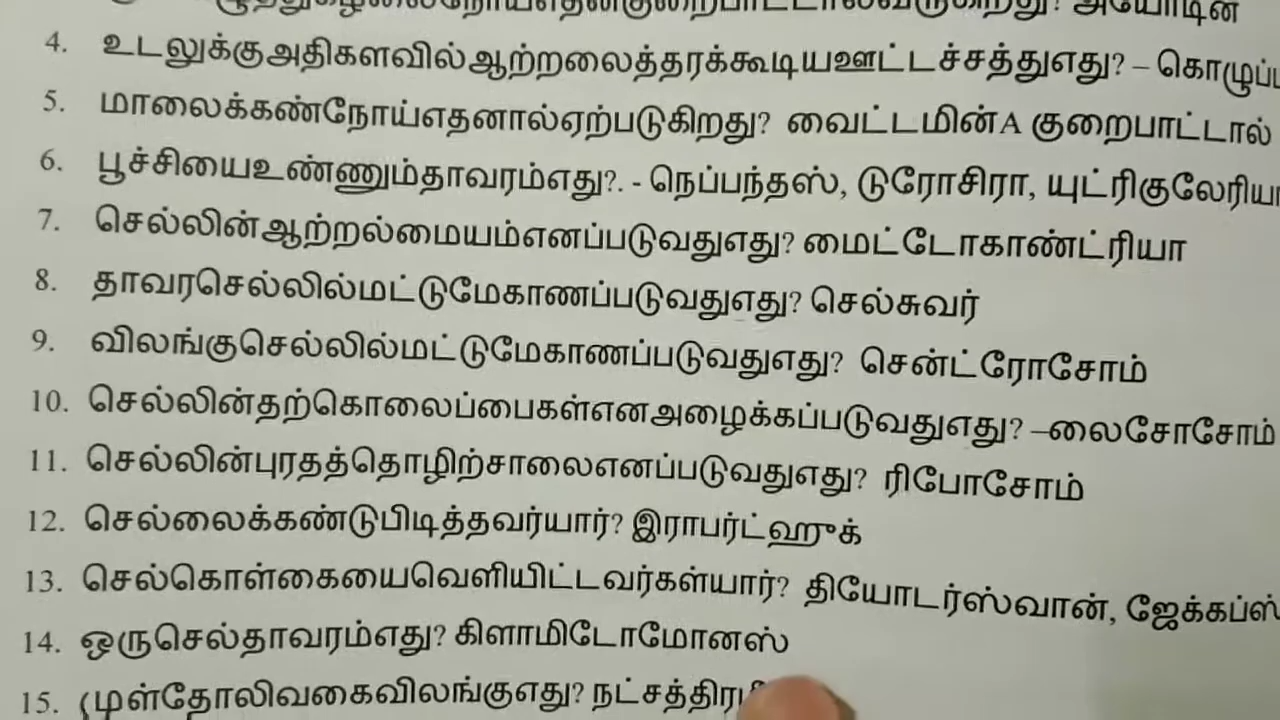 4. உடலுக்குஅதிகளவில்ஆற்றலைத்தரக்கூடியஊட்டச்சத்துஎது? –
5. மாலைக்கண்நோய்எதனால்ஏற்படுகிறது? வைட்டமின்A குறைபாட்டால்
6. பூச்சியைஉண்ணும்தாவரம்எது?. - நெப்பந்தஸ், டுரோசிரா,
7. செல்லின்ஆற்றல்மையம்எனப்படுவதுஎது? மைட்டோகாண்ட்ரியா
8. தாவரசெல்லில்மட்டுமேகாணப்படுவதுஎது? செல்சுவர்
9. விலங்குசெல்லில்மட்டுமேகாணப்படுவதுஎது? சென்ட்ரோசோம்
10. செல்லின்தற்கொலைப்பைகள்எனஅழைக்கப்படுவதுஎது? –லைசோசோம்
11. செல்லின்புரதத்தொழிற்சாலைஎனப்படுவதுஎது? ரிபோசோம்
12. செல்லைக்கண்டுபிடித்தவர்யார்? இராபர்ட்ஹுக்
13. செல்கொள்கையைவெளியிட்டவர்கள்யார்? தியோடர்ஸ்வான், ஜேக்கப்ஸ்
14. ஒருசெல்தாவரம்எது? கிளாமிடோமோனஸ்
15. முள்தோலிவகைவிலங்குஎது?